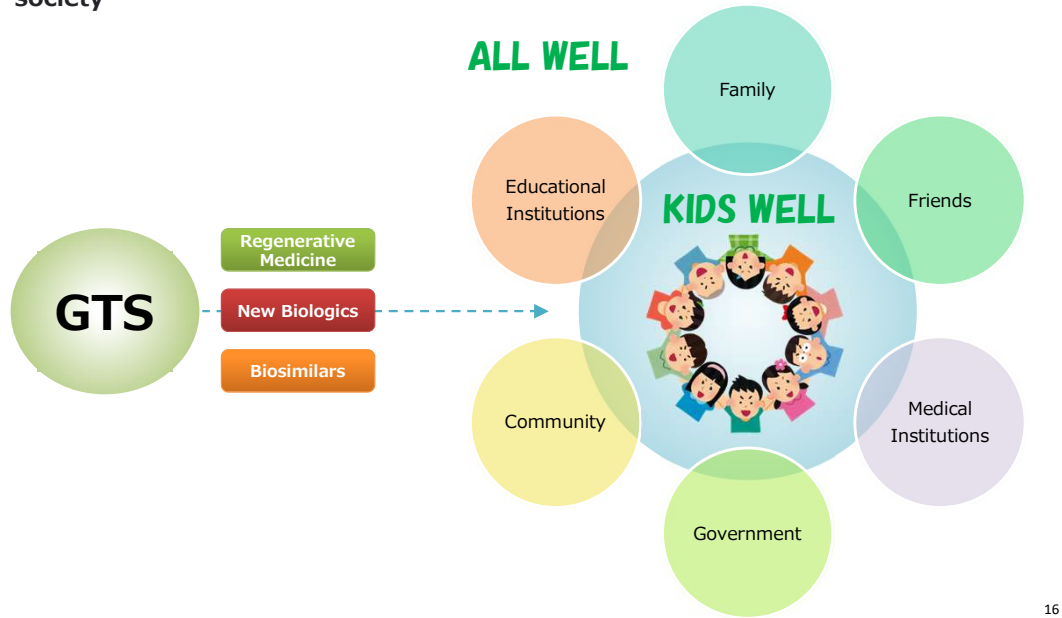 society
ALL WELL
Family
Educational
Institutions
Friends
KIDS WELL
Regenerative
Medicine
GTS
New Biologics
Biosimilars
Community
Medical
Institutions
Government
16